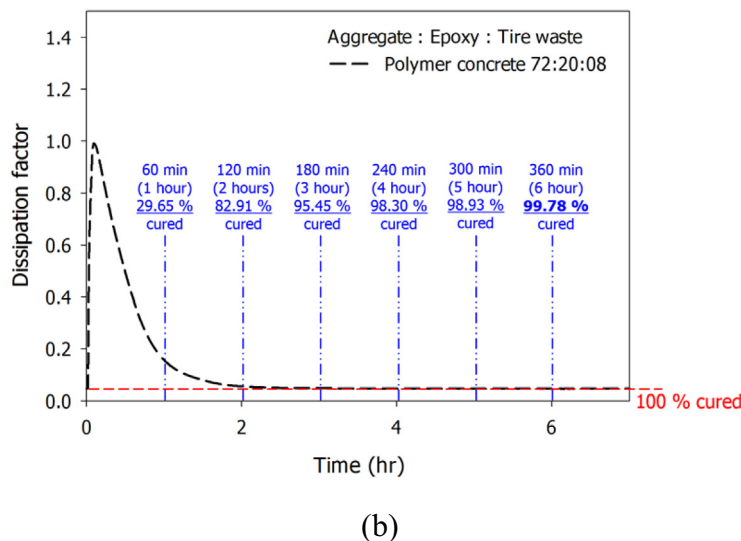 Aggregate : Epoxy : Tire waste
Polymer concrete 72:20:08
1.4
1.2
1.0
0.8
0.6
0.4
0.2
0.0
Dissipation factor
60 min
(1 hour)
29.65 %
cured
120 min
(2 hours)
82.91 %
cured
180 min
(3 hour)
95.45 %
cured
240 min
(4 hour)
98.30 %
cured
300 min
(5 hour)
98.93 %
cured
360 min
(6 hour)
99.78 %
cured
100 % cured
0
2
4
6
Time (hr)
(b)